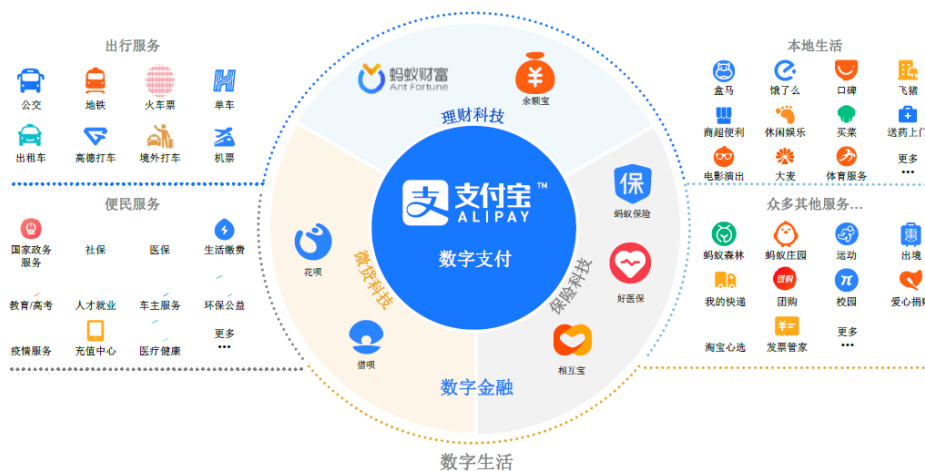 出行服务
公交
地铁
火车票
单车
出租车
高德打车
境外打车
机票
便民服务
国家政务
服务
社保
医保
生活缴费
教育/高考
人才就业
车主服务
环保公益
疫情服务
充值中心
医疗健康
更多
•••
蚂蚁财富
Ant Fortune
余额宝
理财科技
支 支付宝™
ALIPAY
数字支付
花呗
微贷科技
借呗
保
蚂蚁保险
好医保
保险科技
相互宝
数字金融
数字生活
本地生活
盒马
饿了么
口碑
飞猪
商超便利
休闲娱乐
买菜
送药上门
电影演出
大麦
体育服务
更多
•••
众多其他服务...
蚂蚁森林
蚂蚁庄园
运动
出境
我的快递
团购
团购
校园
爱心捐赠
淘宝心选
发票管家
更多
•••